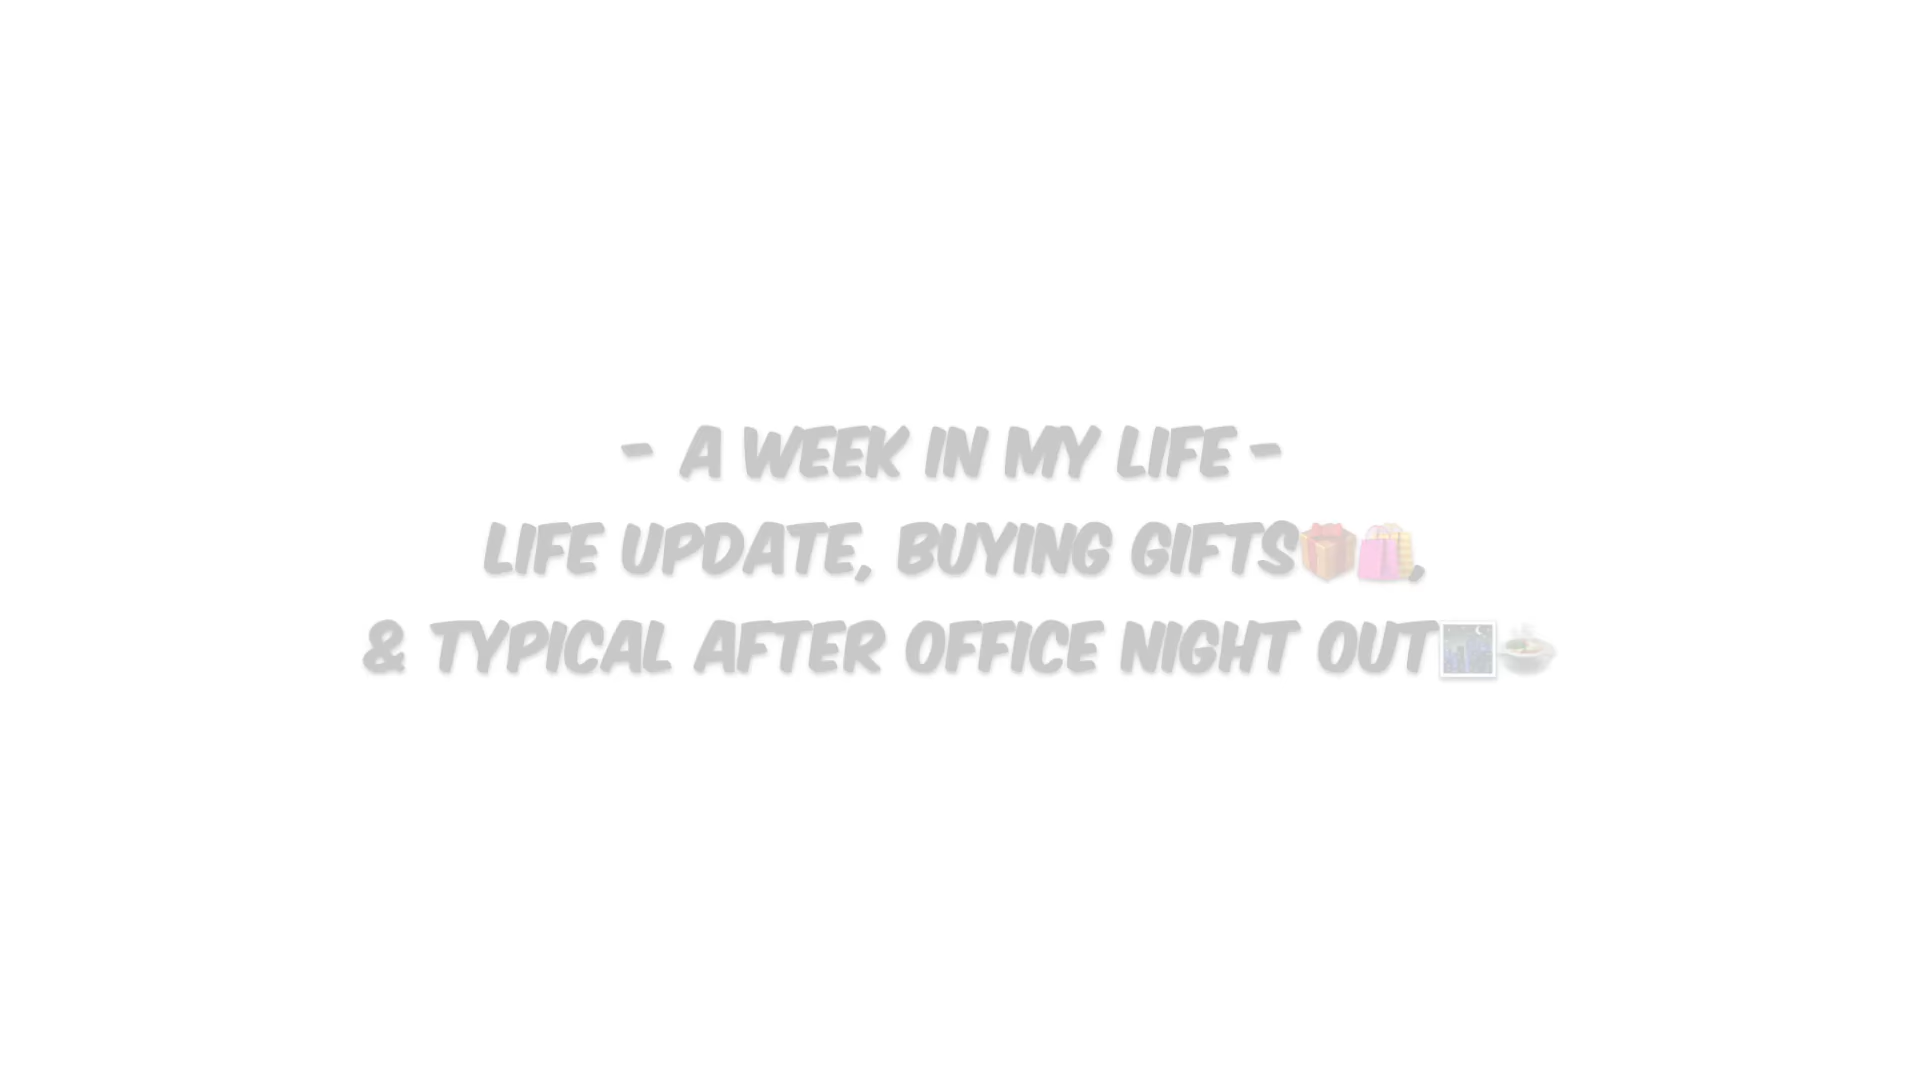 - A WEEK IN MY LIFE -
LIFE UPDATE, BUYING GIFTS🎁🛍️,
& TYPICAL AFTER OFFICE NIGHT OUT🌃🍲